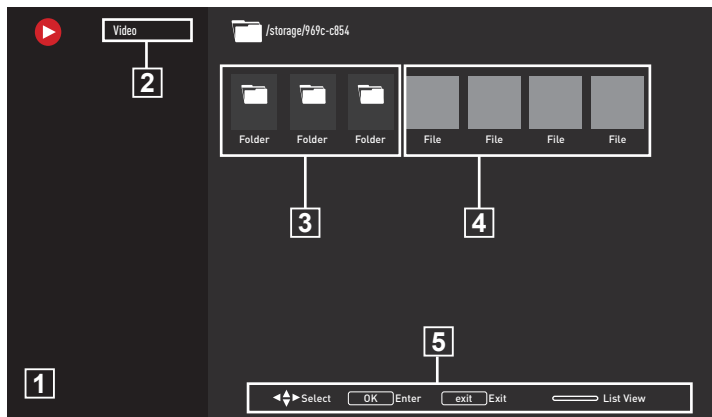 Video
/storage/969c-c854
2
Folder Folder Folder File File File File
3 4
5
1
Select OK Enter exit Exit List View